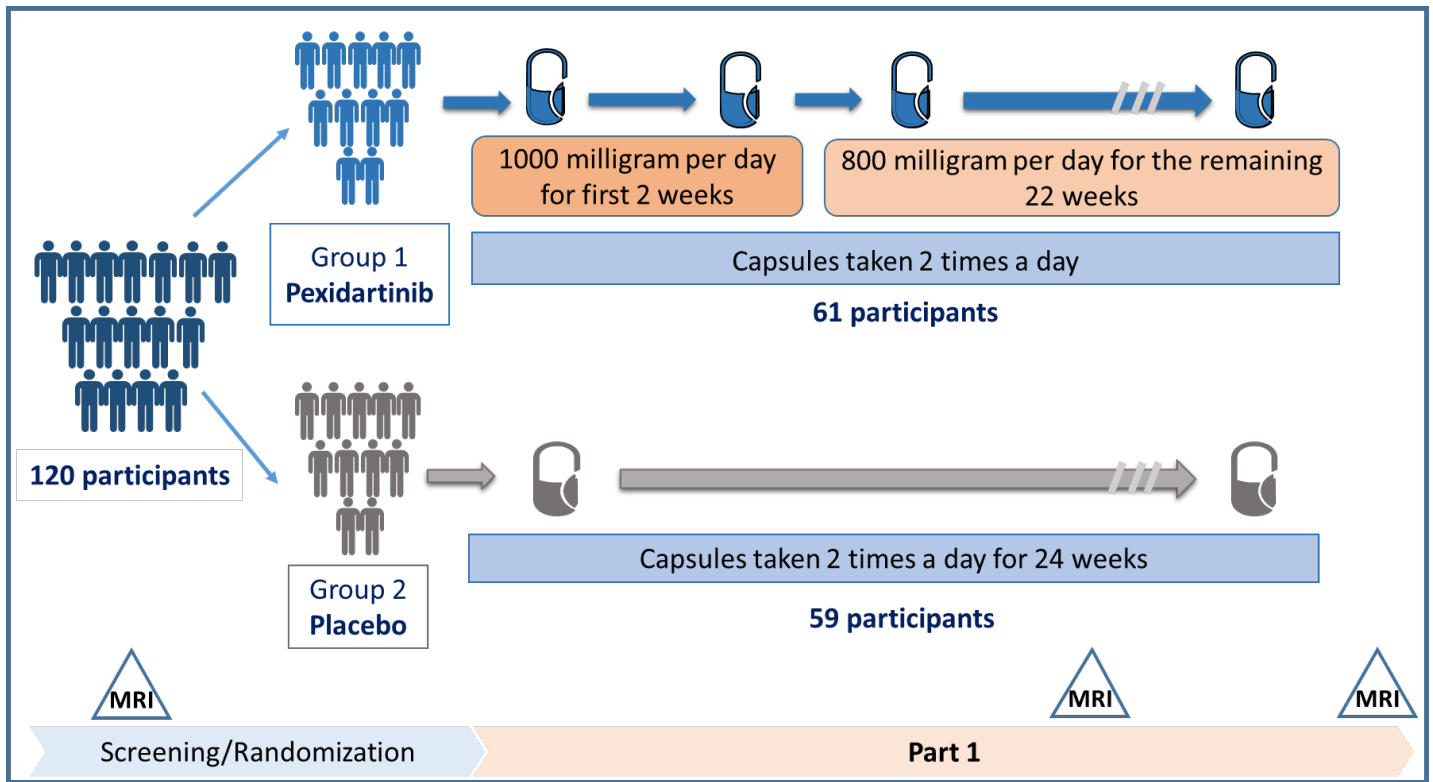 1000 milligram per day
for first 2 weeks
800 milligram per day for the remaining
22 weeks
Group 1
Pexidartinib
Capsules taken 2 times a day
61 participants
120 participants
Capsules taken 2 times a day for 24 weeks
Group 2
Placebo
59 participants
MRI
MRI
MRI
Screening/Randomization
Part 1